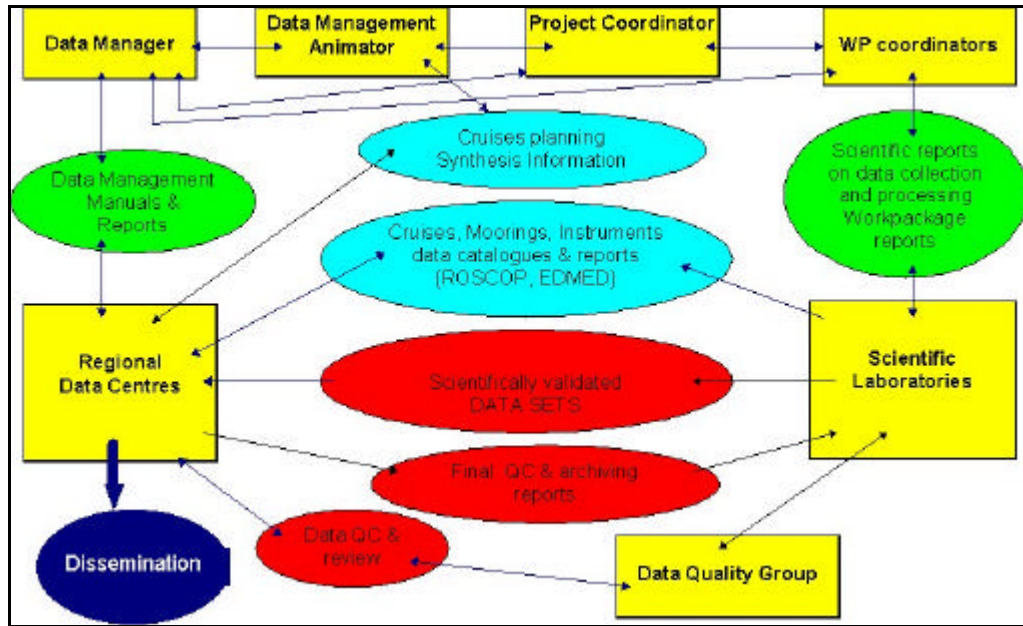 Data Manager
Data Management
Animator
Project Coordinator
WP coordinators
Cruises planning
Synthesis Information
Data Management
Manuals &
Reports
Scientific reports
on data collection
and processing
Workpackage
reports
Cruises, Moorings, Instruments
data catalogues & reports
(ROSCOP, EDMED)
Regional
Data Centres
Scientifically validated
DATA SETS
Scientific
Laboratories
Final QC & archiving
reports
Data QC &
review
Dissemination
Data Quality Group